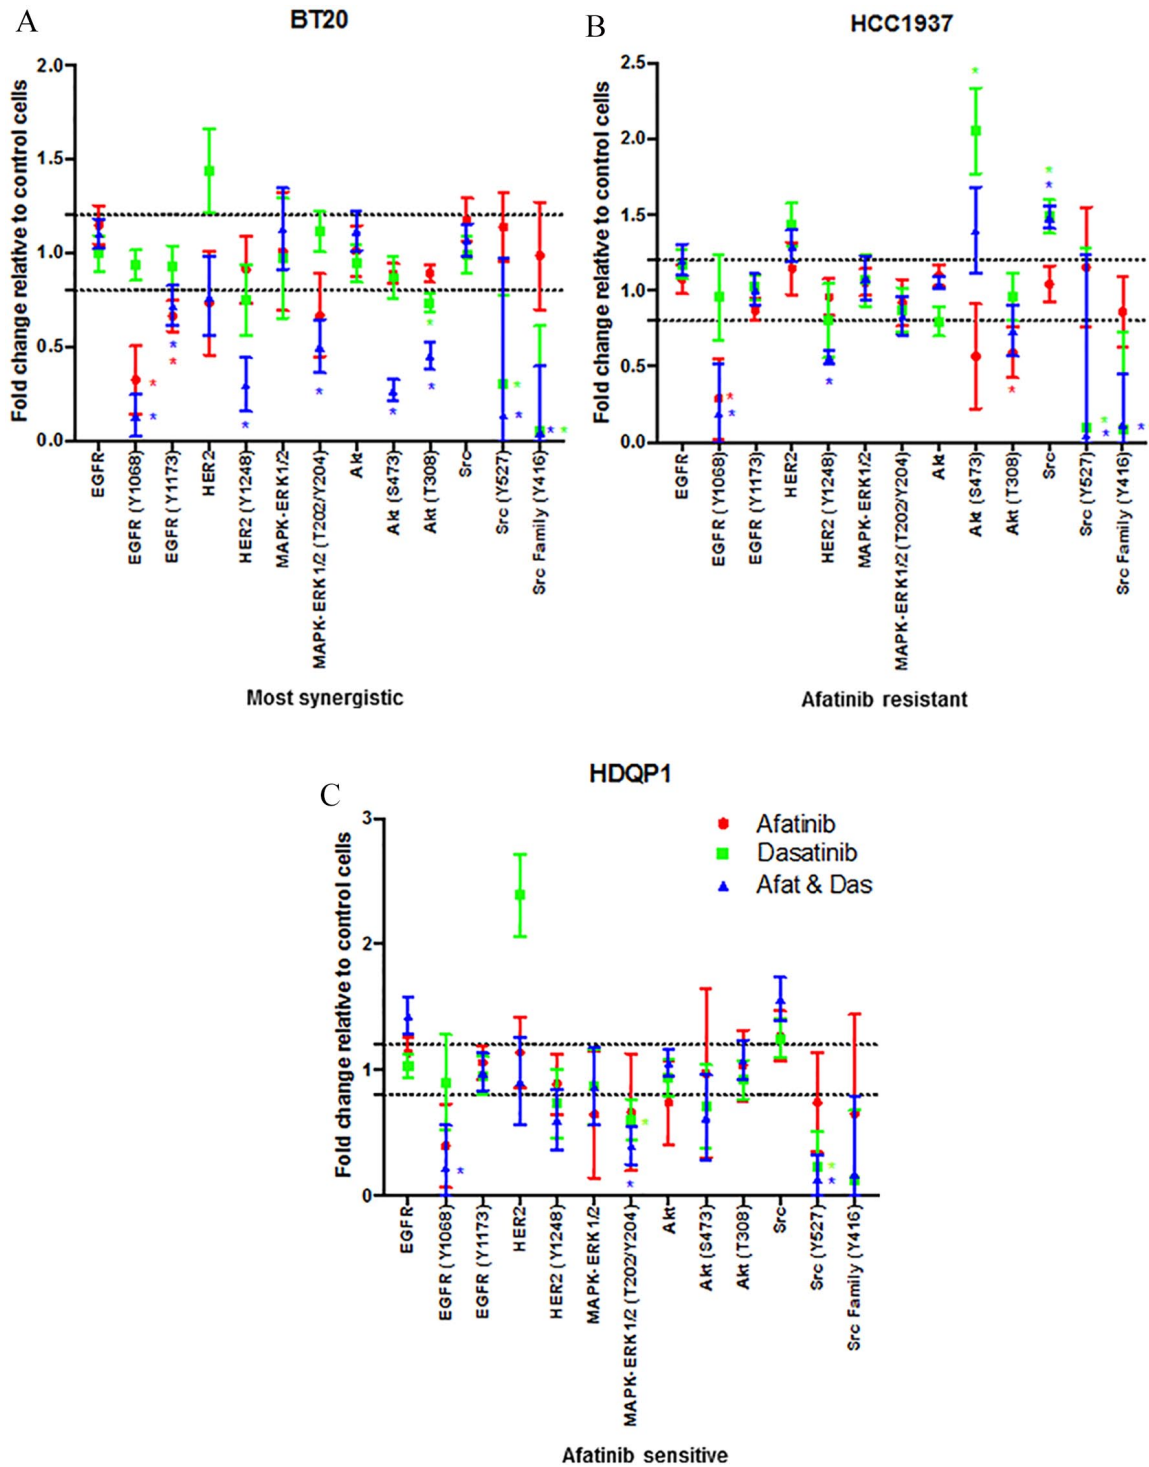 A
BT20
Fold change relative to control cells
2.0
1.5
1.0
0.5
0.0
EGFR
EGFR (Y1068)
EGFR (Y1173)
HER2
HER2 (Y1248)
MAPK-ERK1/2
MAPK-ERK1/2 (T202/Y204)
Akt
Akt (S473)
Akt (T308)
Src
Src (Y527)
Src Family (Y416)
Most synergistic
B
HCC1937
Fold change relative to control cells
2.5
2.0
1.5
1.0
0.5
0.0
EGFR
EGFR (Y1068)
EGFR (Y1173)
HER2
HER2 (Y1248)
MAPK-ERK1/2
MAPK-ERK1/2 (T202/Y204)
Akt
Akt (S473)
Akt (T308)
Src
Src (Y527)
Src Family (Y416)
Afatinib resistant
C
HDQP1
Afatinib
Dasatinib
Afat & Das
Fold change relative to control cells
3
2
1
0
EGFR
EGFR (Y1068)
EGFR (Y1173)
HER2
HER2 (Y1248)
MAPK-ERK1/2
MAPK-ERK1/2 (T202/Y204)
Akt
Akt (S473)
Akt (T308)
Src
Src (Y527)
Src Family (Y416)
Afatinib sensitive